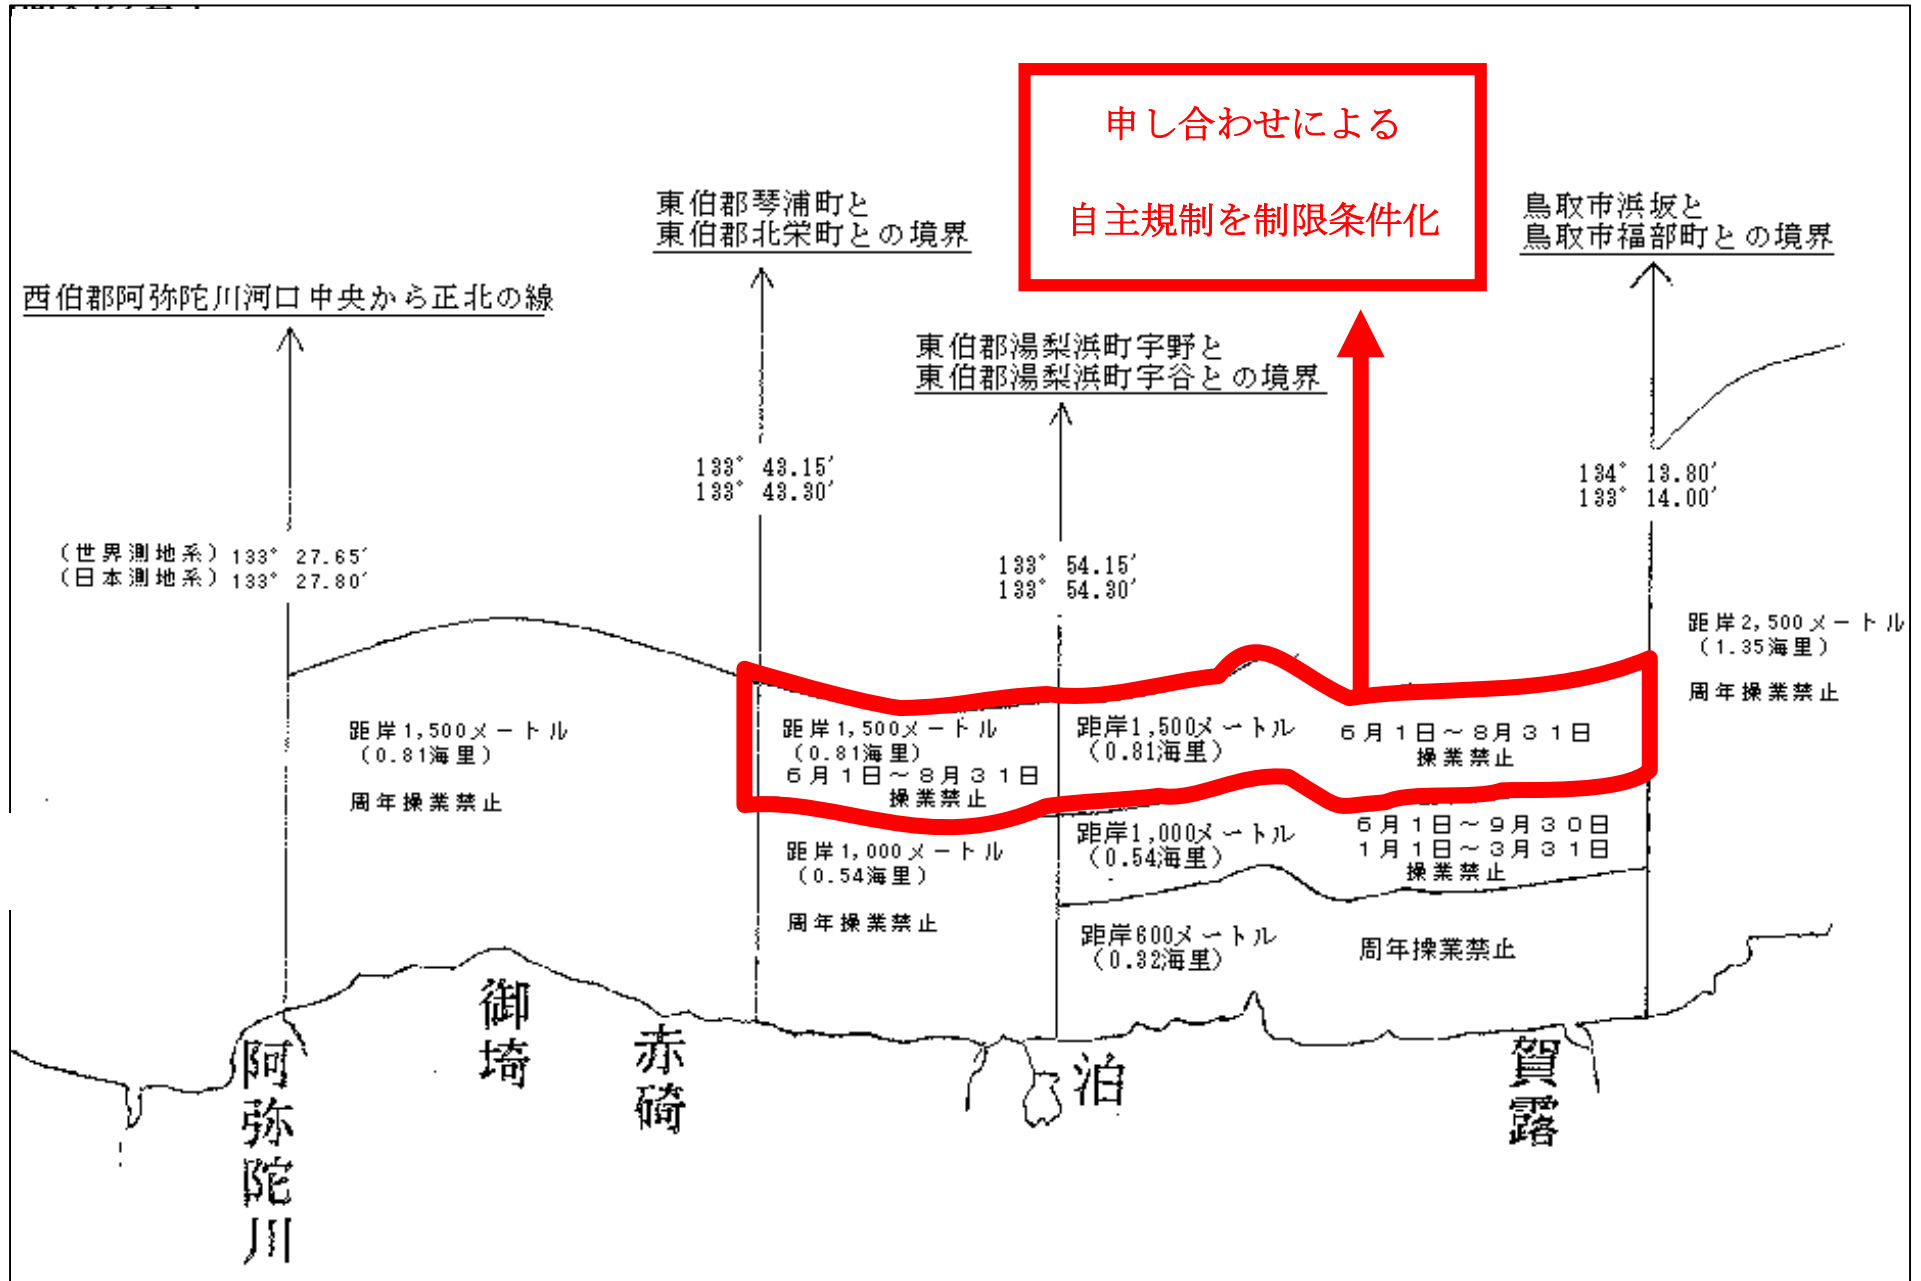 申し合わせによる
自主規制を制限条件化
東伯郡琴浦町と
東伯郡北栄町との境界
鳥取市浜坂と
鳥取市福部町との境界
西伯郡阿弥陀川河口中央から正北の線
東伯郡湯梨浜町宇野と
東伯郡湯梨浜町宇谷との境界
133° 43.15′
133° 43.30′
134° 13.80′
133° 14.00′
(世界測地系) 133° 27.65′
(日本測地系) 133° 27.80′
133° 54.15′
133° 54.30′
距岸2,500メートル
(1.35海里)
周年操業禁止
距岸1,500メートル
(0.81海里)
周年操業禁止
距岸1,500メートル
(0.81海里)
6月1日～8月31日
操業禁止
距岸1,500メートル
(0.81海里)
6月1日～8月31日
操業禁止
距岸1,000メートル
(0.54海里)
周年操業禁止
距岸1,000メートル
(0.54海里)
6月1日～9月30日
1月1日～3月31日
操業禁止
距岸600メートル
(0.32海里)
周年操業禁止
阿弥陀川
御埼
赤碕
泊
賀露